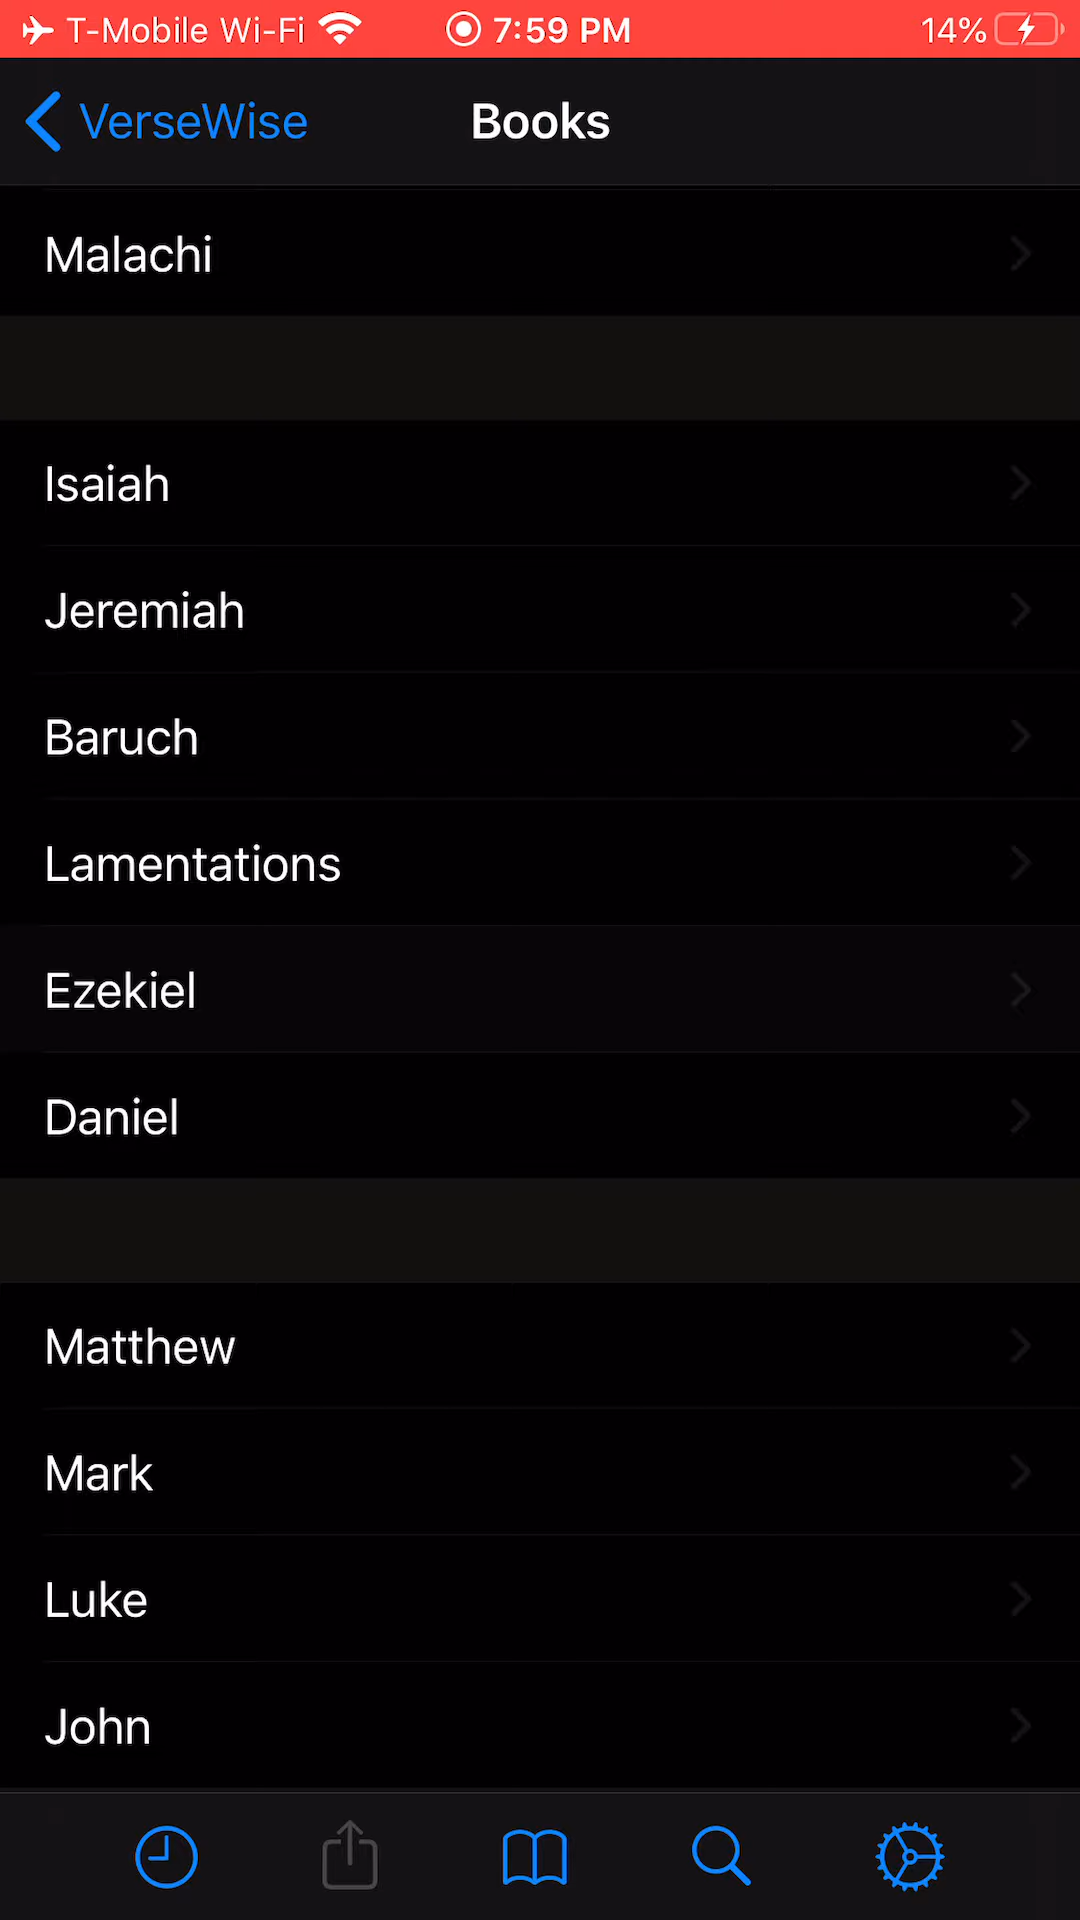 T-Mobile Wi-Fi 7:59 PM 14%
VerseWise Books
Malachi
Isaiah
Jeremiah
Baruch
Lamentations
Ezekiel
Daniel
Matthew
Mark
Luke
John